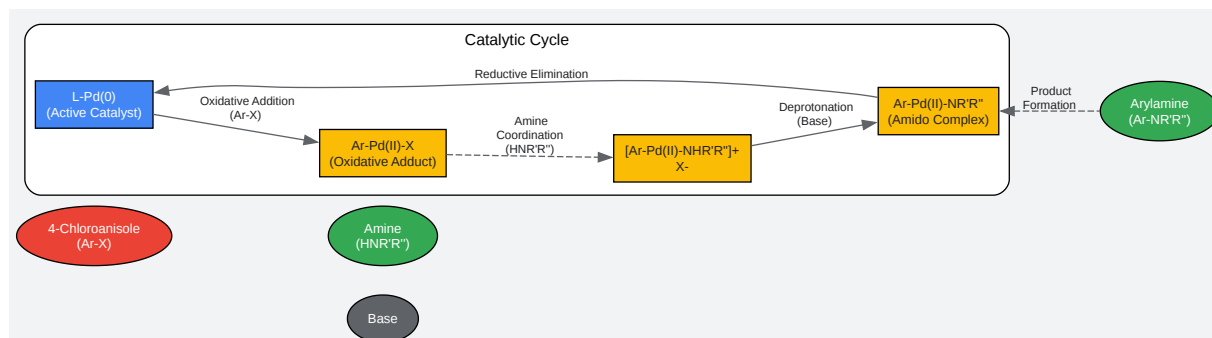 Catalytic Cycle
Reductive Elimination
L-Pd(0)
(Active Catalyst)
Oxidative Addition
(Ar-X)
Ar-Pd(II)-X
(Oxidative Adduct)
Amine
Coordination
(HNR'R")
[Ar-Pd(II)-NHR'R"]+
X-
Deprotonation
(Base)
Ar-Pd(II)-NR'R"
(Amido Complex)
Product
Formation
Arylamine
(Ar-NR'R")
4-Chloroanisole
(Ar-X)
Amine
(HNR'R")
Base